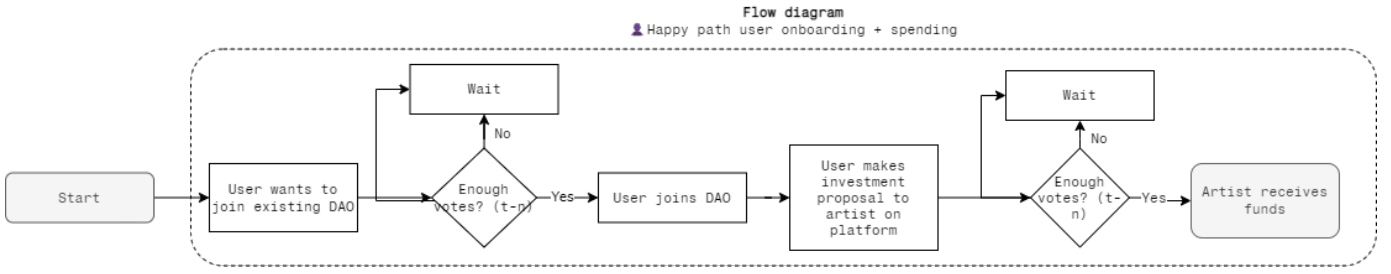 Flow diagram
Happy path user onboarding + spending
Start
User wants to
join existing DAO
Wait
No
Enough
votes? (t-n)
Yes
User joins DAO
User makes
investment
proposal to
artist on
platform
Wait
No
Enough
votes? (t-
n)
Yes
Artist receives
funds